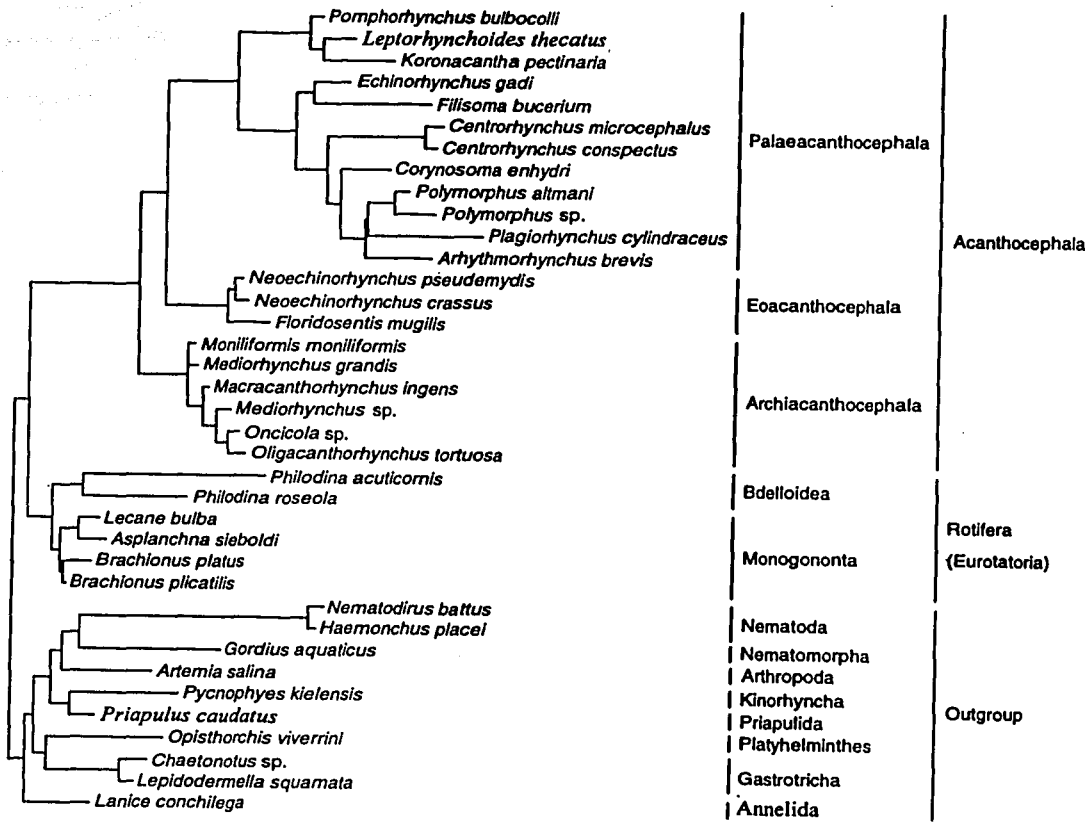 Pomphorhynchus bulbocolli
Leptorhynchoides thecatus
Koronacantha pectinaria
Echinorhynchus gadi
Filisoma bucerium
Centrorhynchus microcephalus
Centrorhynchus conspectus
Corynosoma enhydri
Polymorphus altmani
Polymorphus sp.
Plagiorhynchus cylindraceus
Arhythmorhynchus brevis
Neoechinorhynchus pseudemydis
Neoechinorhynchus crassus
Floridosentis mugilis
Moniliformis moniliformis
Mediorhynchus grandis
Macracanthorhynchus ingens
Mediorhynchus sp.
Oncicola sp.
Oligacanthorhynchus tortuosa
Philodina acuticornis
Philodina roseola
Lecane bulba
Asplanchna sieboldi
Brachionus platus
Brachionus plicatilis
Nematodirus battus
Haemonchus placei
Gordius aquaticus
Artemia salina
Pycnophyes kielensis
Priapulus caudatus
Opisthorchis viverrini
Chaetonotus sp.
Lepidodermella squamata
Lanice conchilega
Palaeacanthocephala
Eoacanthocephala
Archiacanthocephala
Bdelloidea
Monogononta
Nematoda
Nematomorpha
Arthropoda
Kinorhyncha
Priapulida
Platyhelminthes
Gastrotricha
Annelida
Acanthocephala
Rotifera
(Eurotatoria)
Outgroup